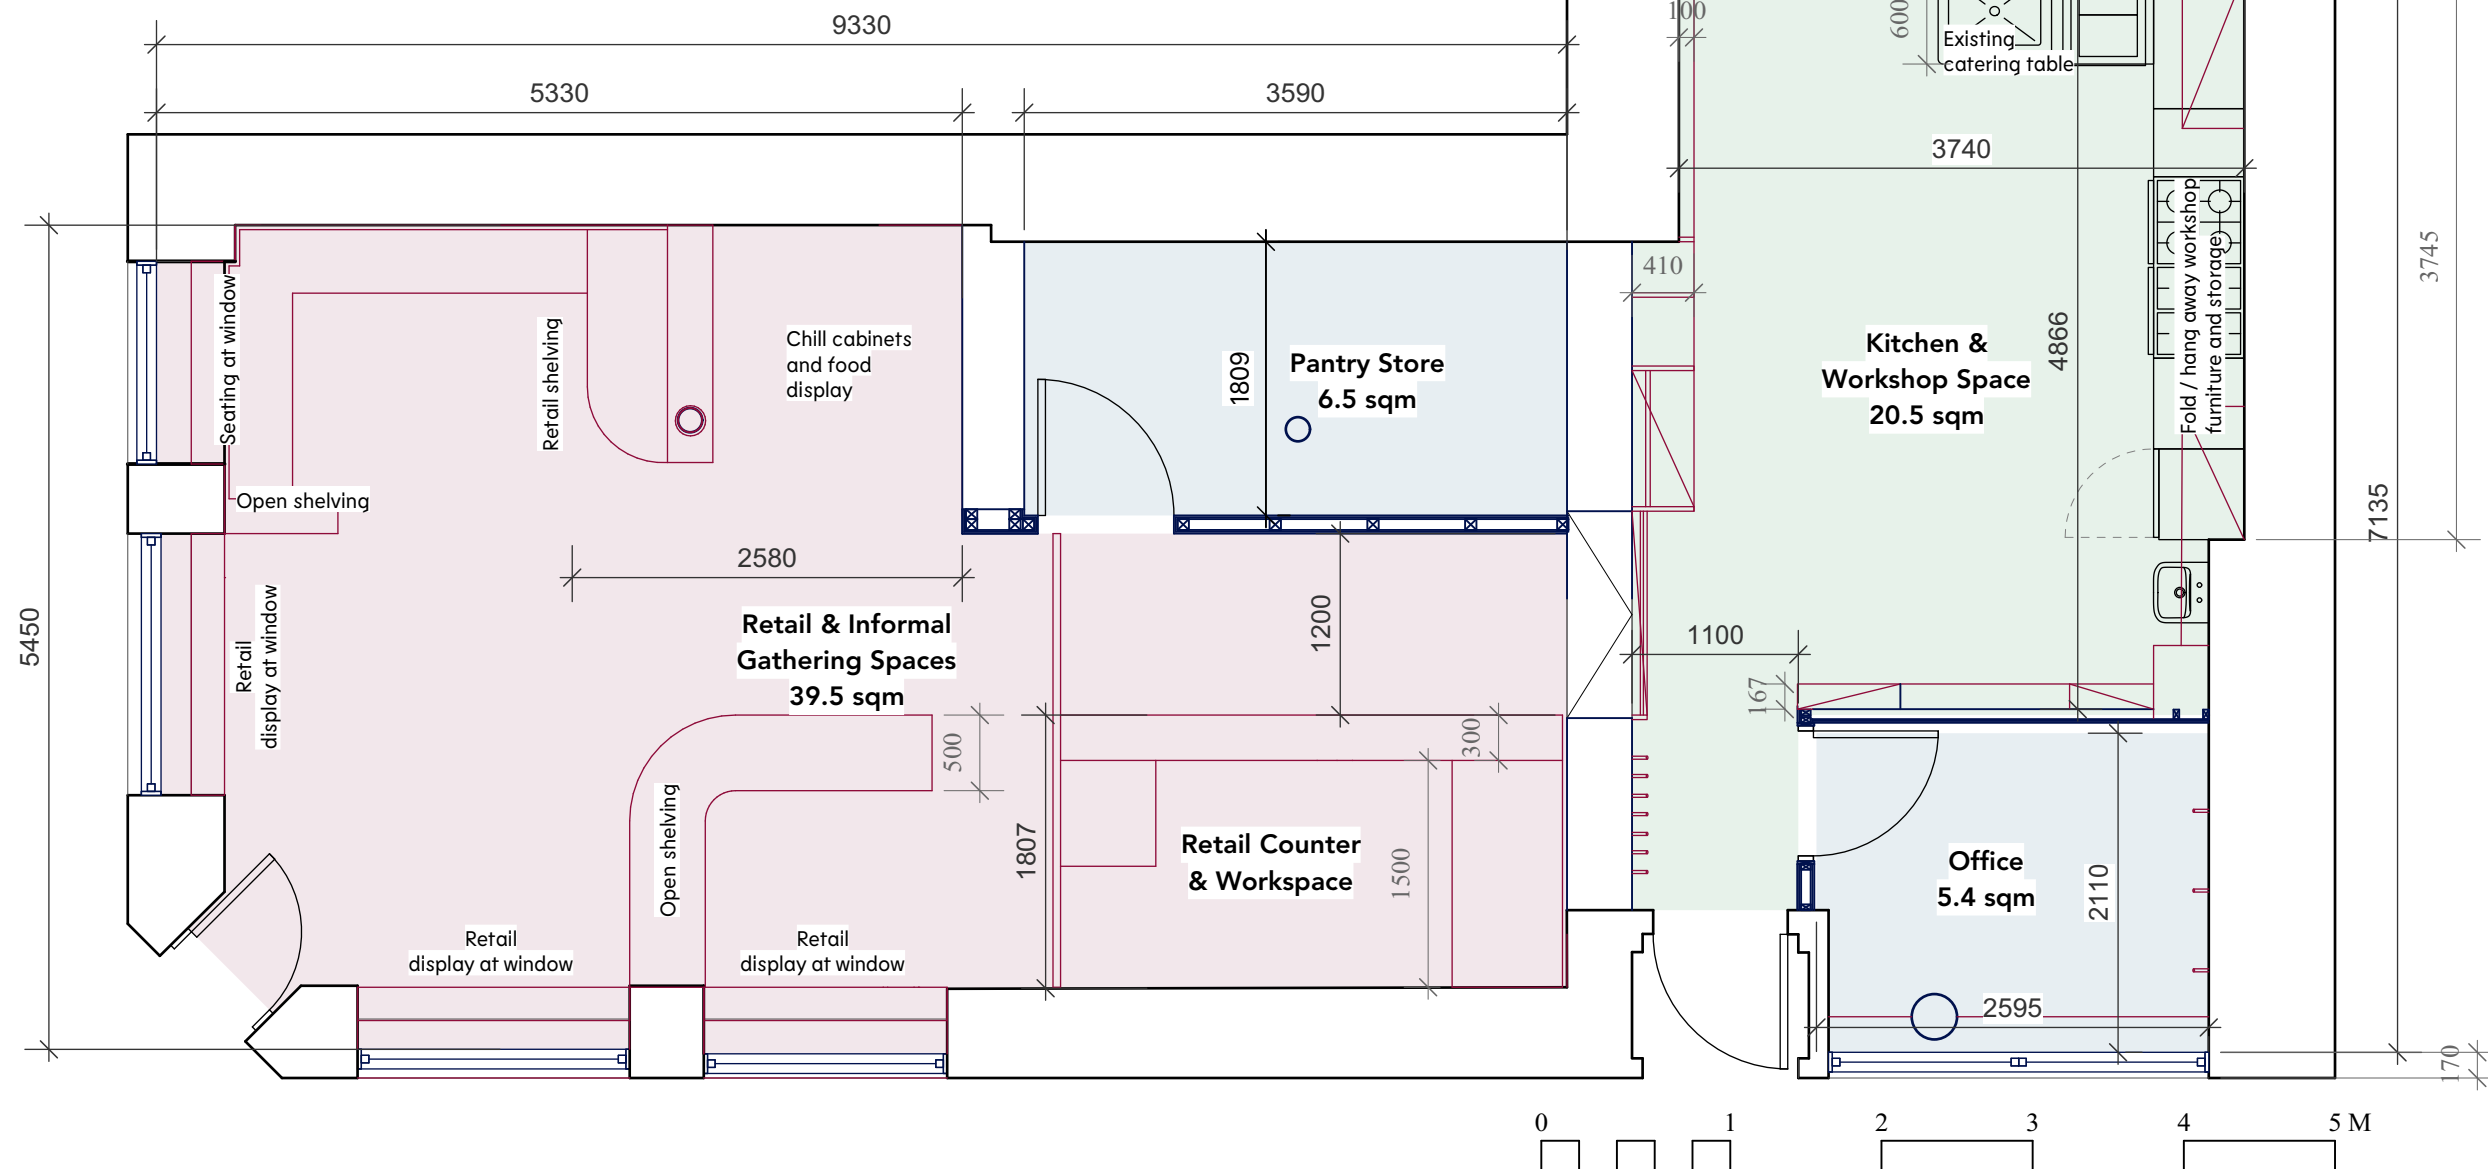 9330
100
600
Existing
catering table
5330
3590
3740
410
3745
Seating at window
Retail shelving
Chill cabinets
and food
display
1809
Pantry Store
6.5 sqm
Kitchen &
Workshop Space
20.5 sqm
4866
Fold / hang away workshop
furniture and storage
Open shelving
7135
2580
5450
Retail
display at window
Retail & Informal
Gathering Spaces
39.5 sqm
1200
1100
167
500
300
Open shelving
1807
Retail Counter
& Workspace
1500
Office
5.4 sqm
2110
Retail
display at window
Retail
display at window
2595
170
0 1 2 3 4 5 M